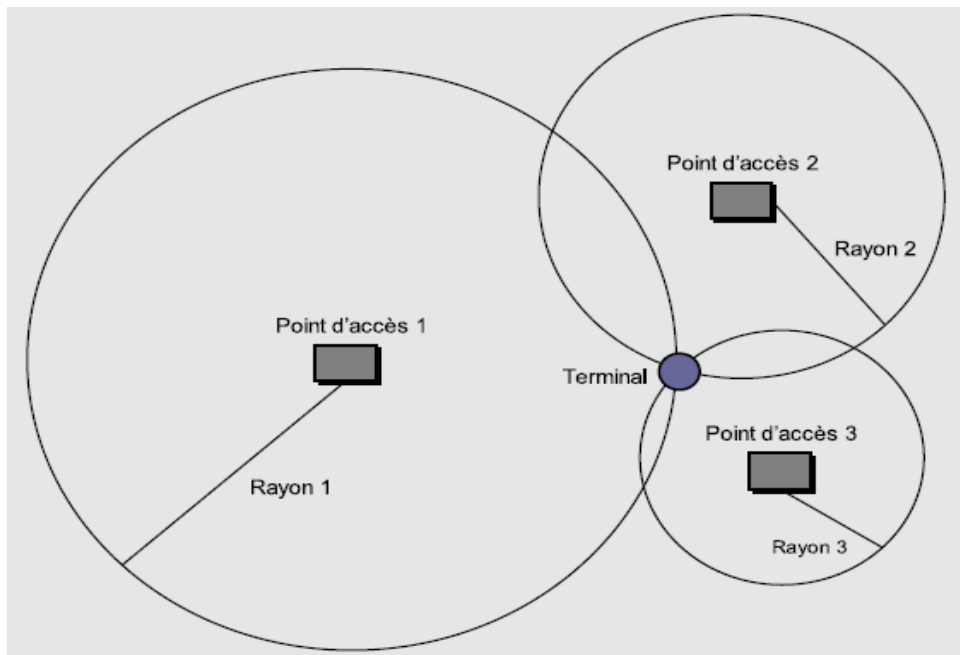 Point d'accès 2
Rayon 2
Point d'accès 1
Terminal
Point d'accès 3
Rayon 1
Rayon 3